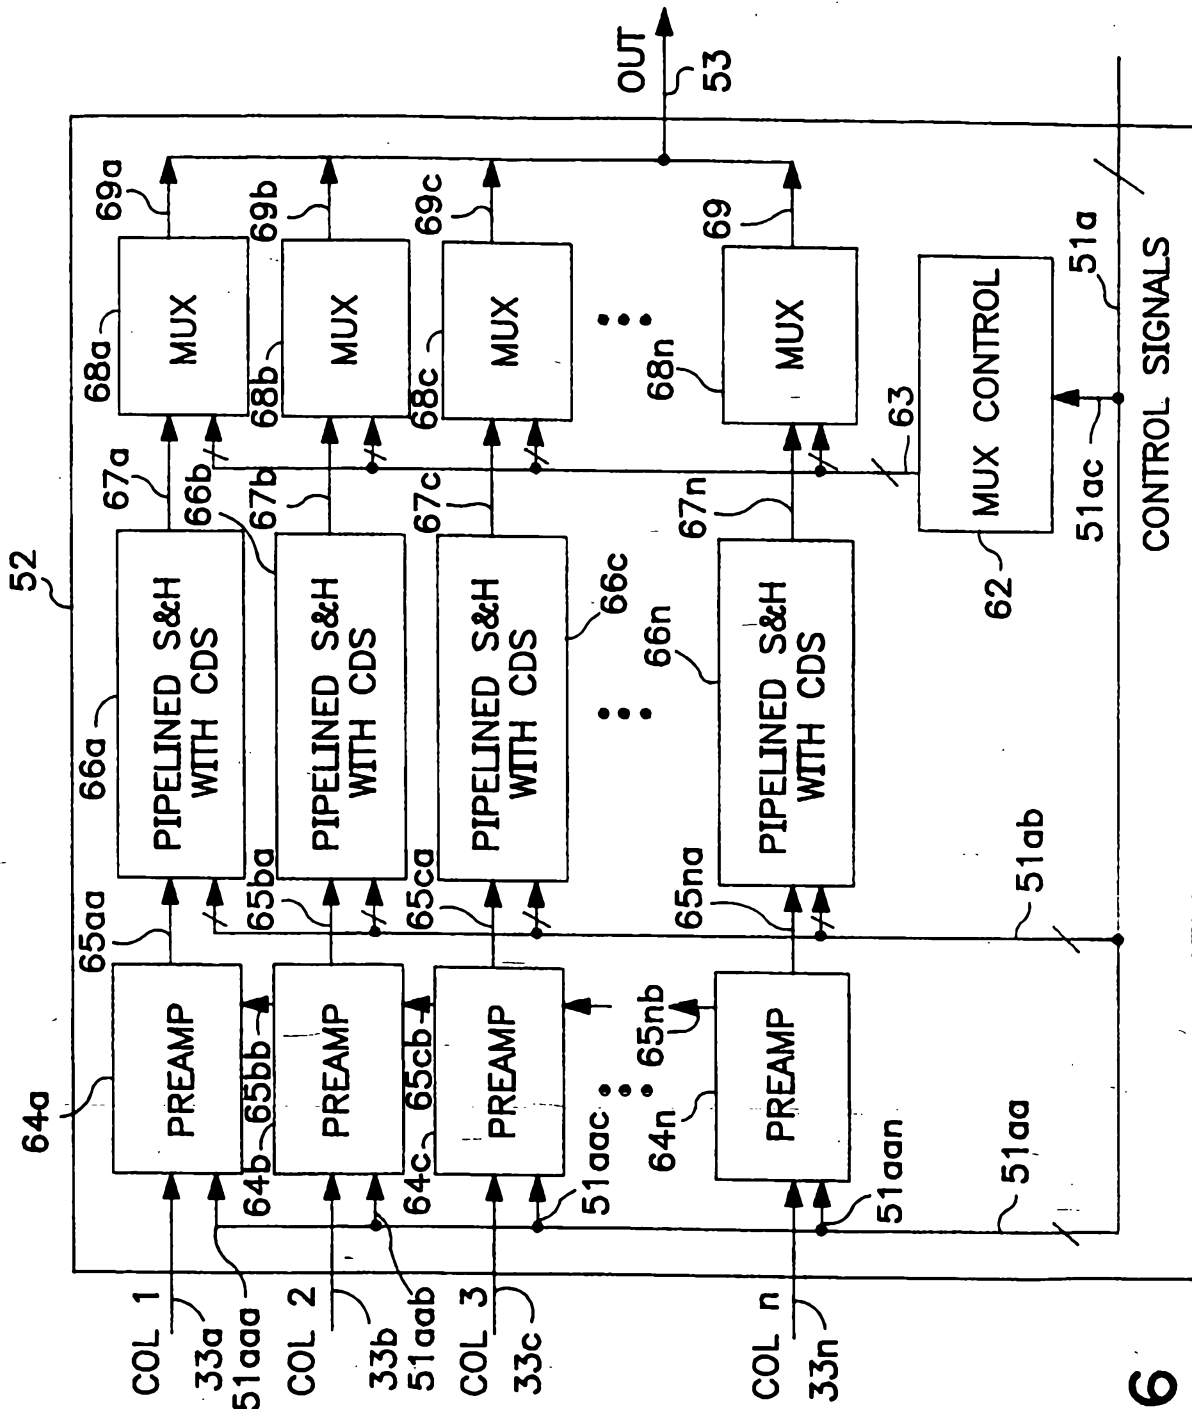 52
COL 1
33a
51aaa
64a
PREAMP
65aa
66a
PIPELINED S&H
WITH CDS
67a
68a
MUX
69a
COL 2
33b
51aab
64b
65bb
PREAMP
65ba
66b
PIPELINED S&H
WITH CDS
67b
68b
MUX
69b
COL 3
33c
51aac
64c
65cb
PREAMP
65ca
66c
PIPELINED S&H
WITH CDS
67c
68c
MUX
69c
COL n
33n
51aan
64n
65nb
PREAMP
65na
66n
PIPELINED S&H
WITH CDS
67n
68n
MUX
69
OUT
53
62
MUX CONTROL
63
51aa
51ab
51ac
51a
CONTROL SIGNALS
6